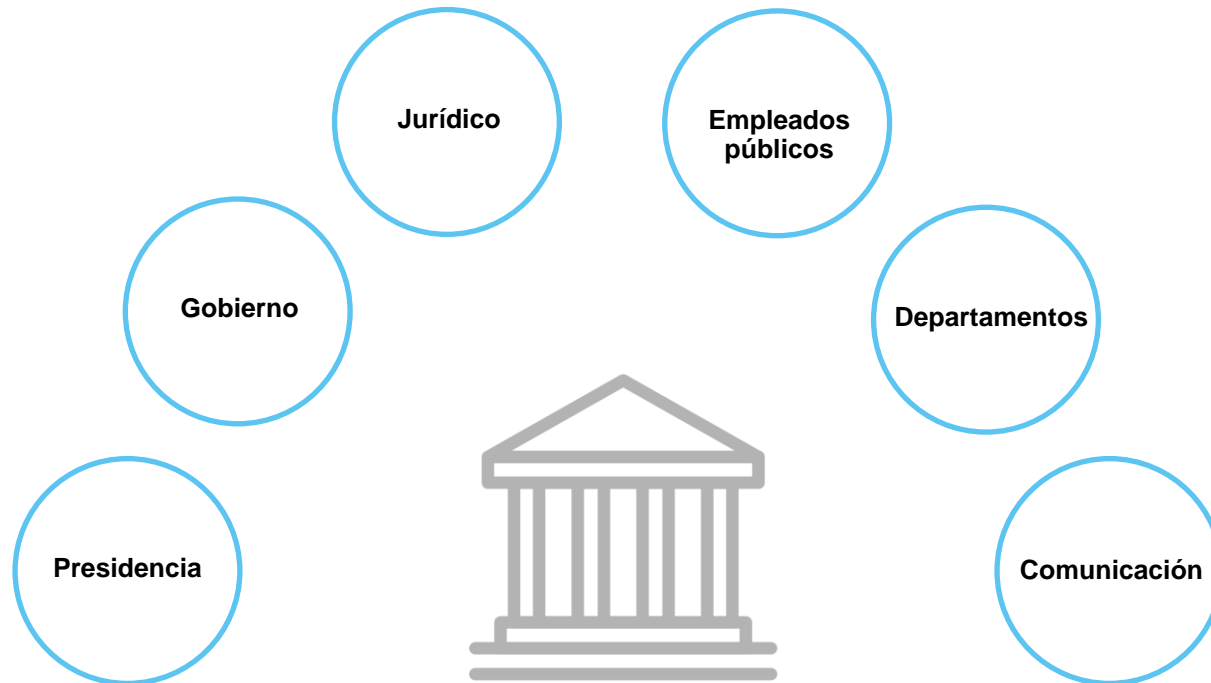 Jurídico
Empleados
públicos
Gobierno
Departamentos
Presidencia
Comunicación